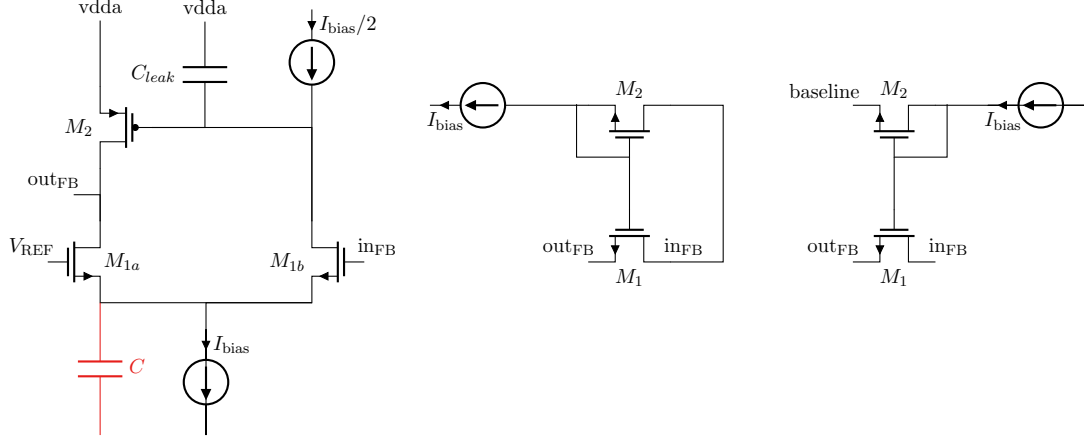 vdda
vdda
I_bias/2
C_leak
M_2
out_FB
V_REF
M_1a
M_1b
in_FB
C
I_bias
I_bias
M_2
out_FB
in_FB
M_1
baseline
M_2
I_bias
out_FB
in_FB
M_1